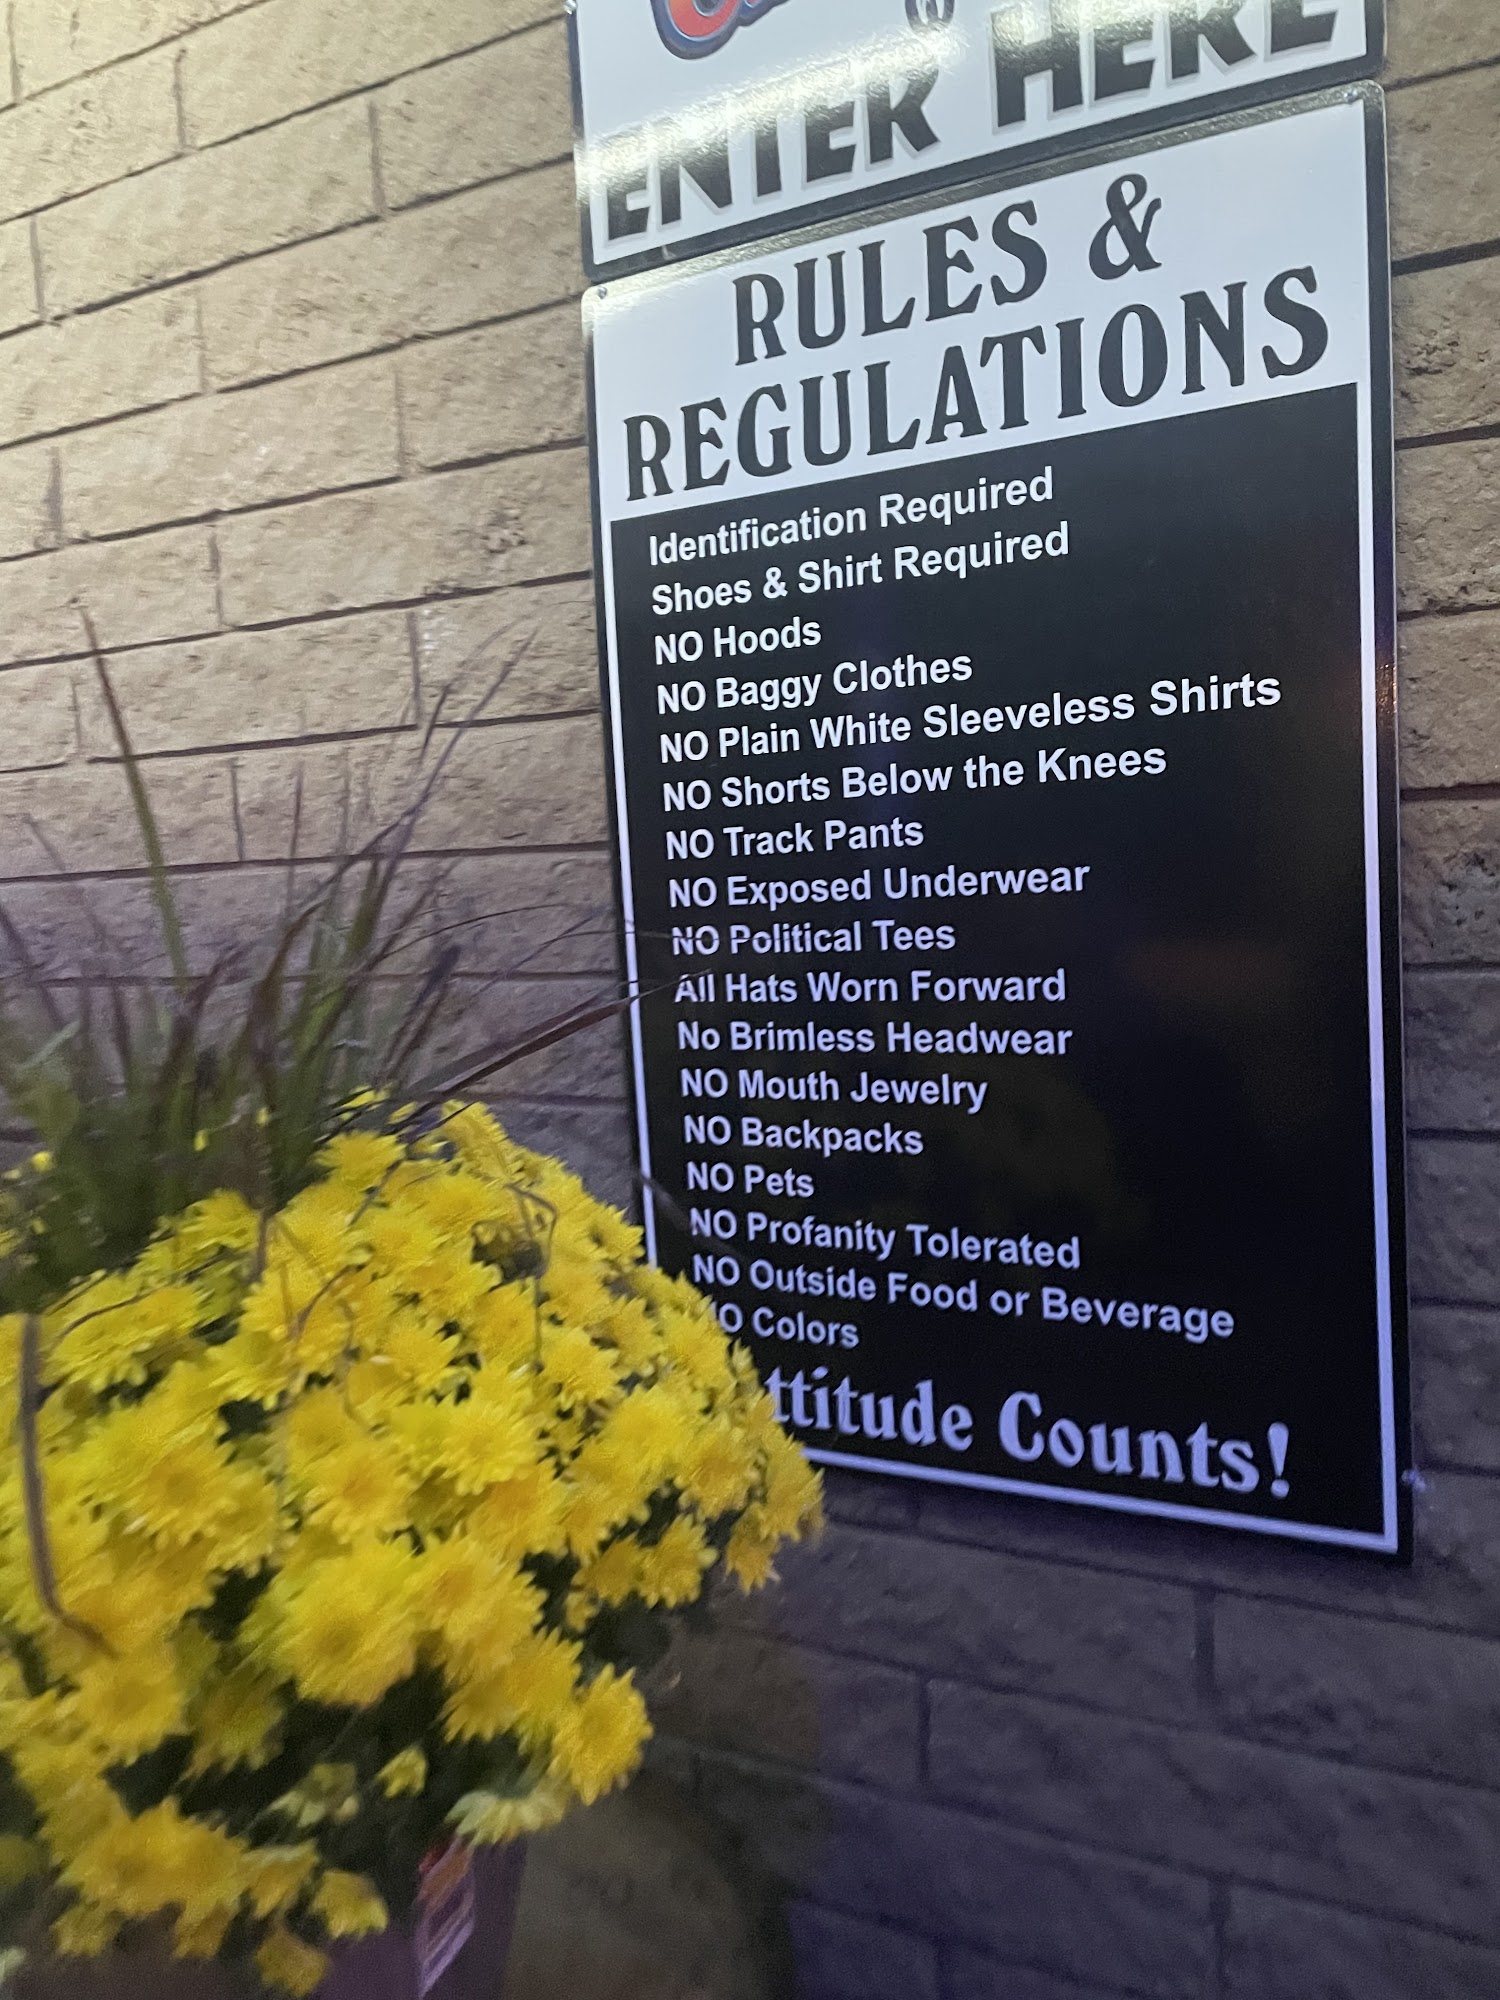 ENTER HERE
RULES &
REGULATIONS
Identification Required
Shoes & Shirt Required
NO Hoods
NO Baggy Clothes
NO Plain White Sleeveless Shirts
NO Shorts Below the Knees
NO Track Pants
NO Exposed Underwear
NO Political Tees
All Hats Worn Forward
No Brimless Headwear
NO Mouth Jewelry
NO Backpacks
NO Pets
NO Profanity Tolerated
NO Outside Food or Beverage
NO Colors
ttitude Counts!